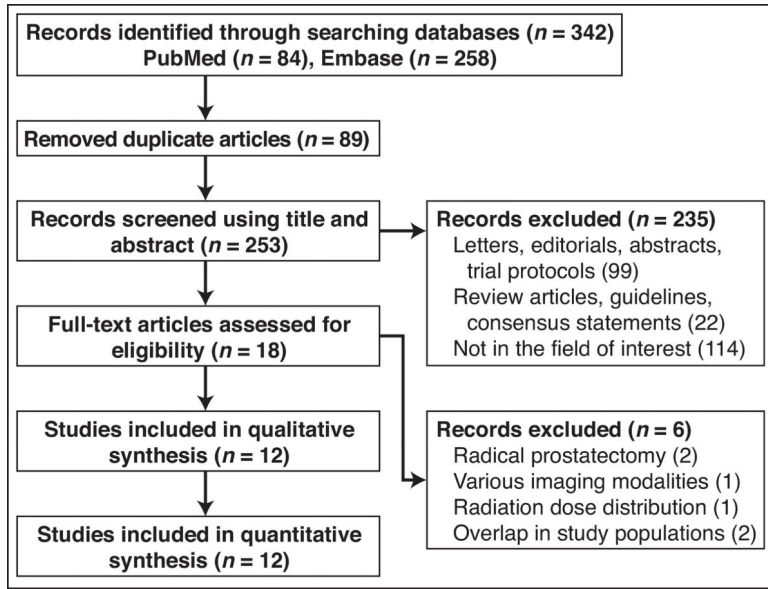 Records identified through searching databases (n = 342)
PubMed (n = 84), Embase (n = 258)
Removed duplicate articles (n = 89)
Records screened using title and
abstract (n = 253)
Records excluded (n = 235)
Letters, editorials, abstracts,
trial protocols (99)
Review articles, guidelines,
consensus statements (22)
Not in the field of interest (114)
Full-text articles assessed for
eligibility (n = 18)
Records excluded (n = 6)
Radical prostatectomy (2)
Various imaging modalities (1)
Radiation dose distribution (1)
Overlap in study populations (2)
Studies included in qualitative
synthesis (n = 12)
Studies included in quantitative
synthesis (n = 12)